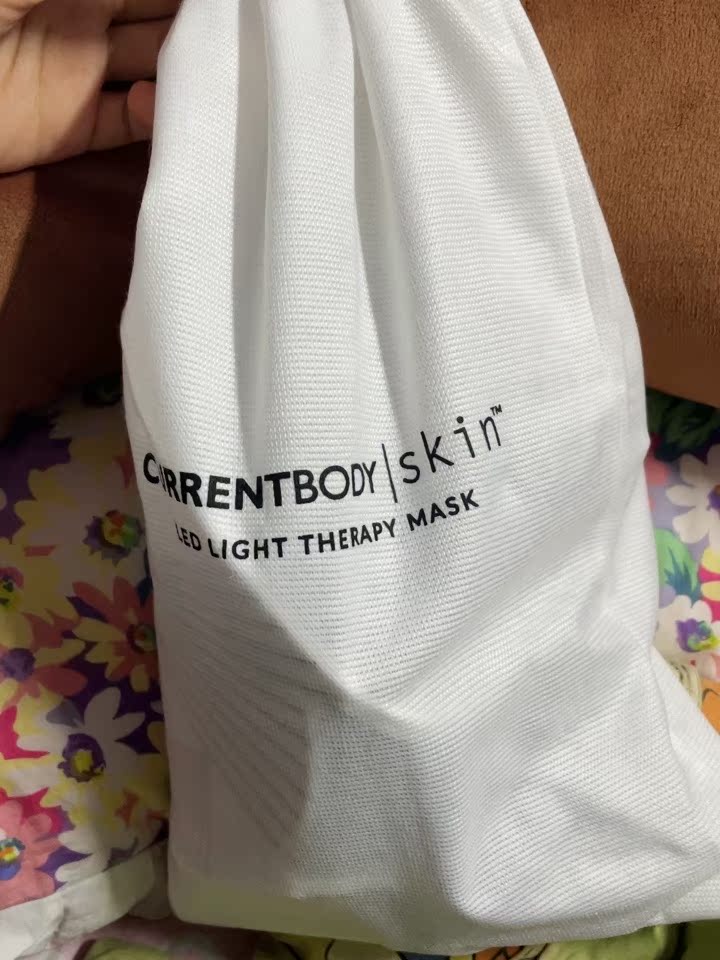 CURRENTBODY|skin™
LED LIGHT THERAPY MASK